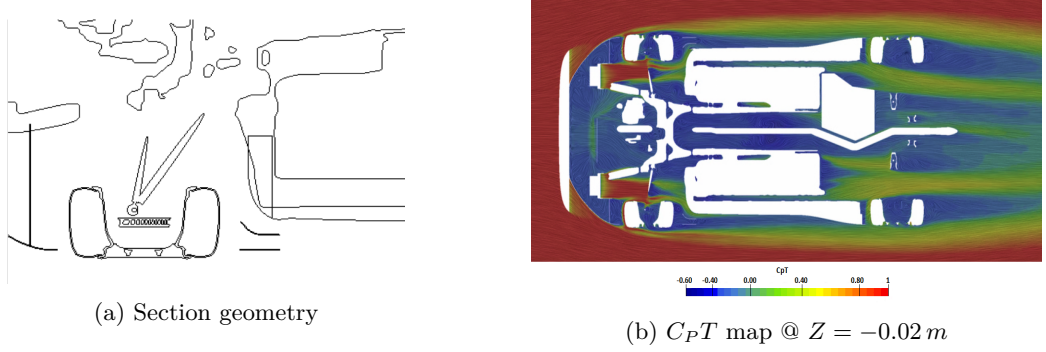 CpT
-0.60 -0.40 0.00 0.40 0.80 1
(a) Section geometry
(b) C_PT map @ Z = −0.02 m